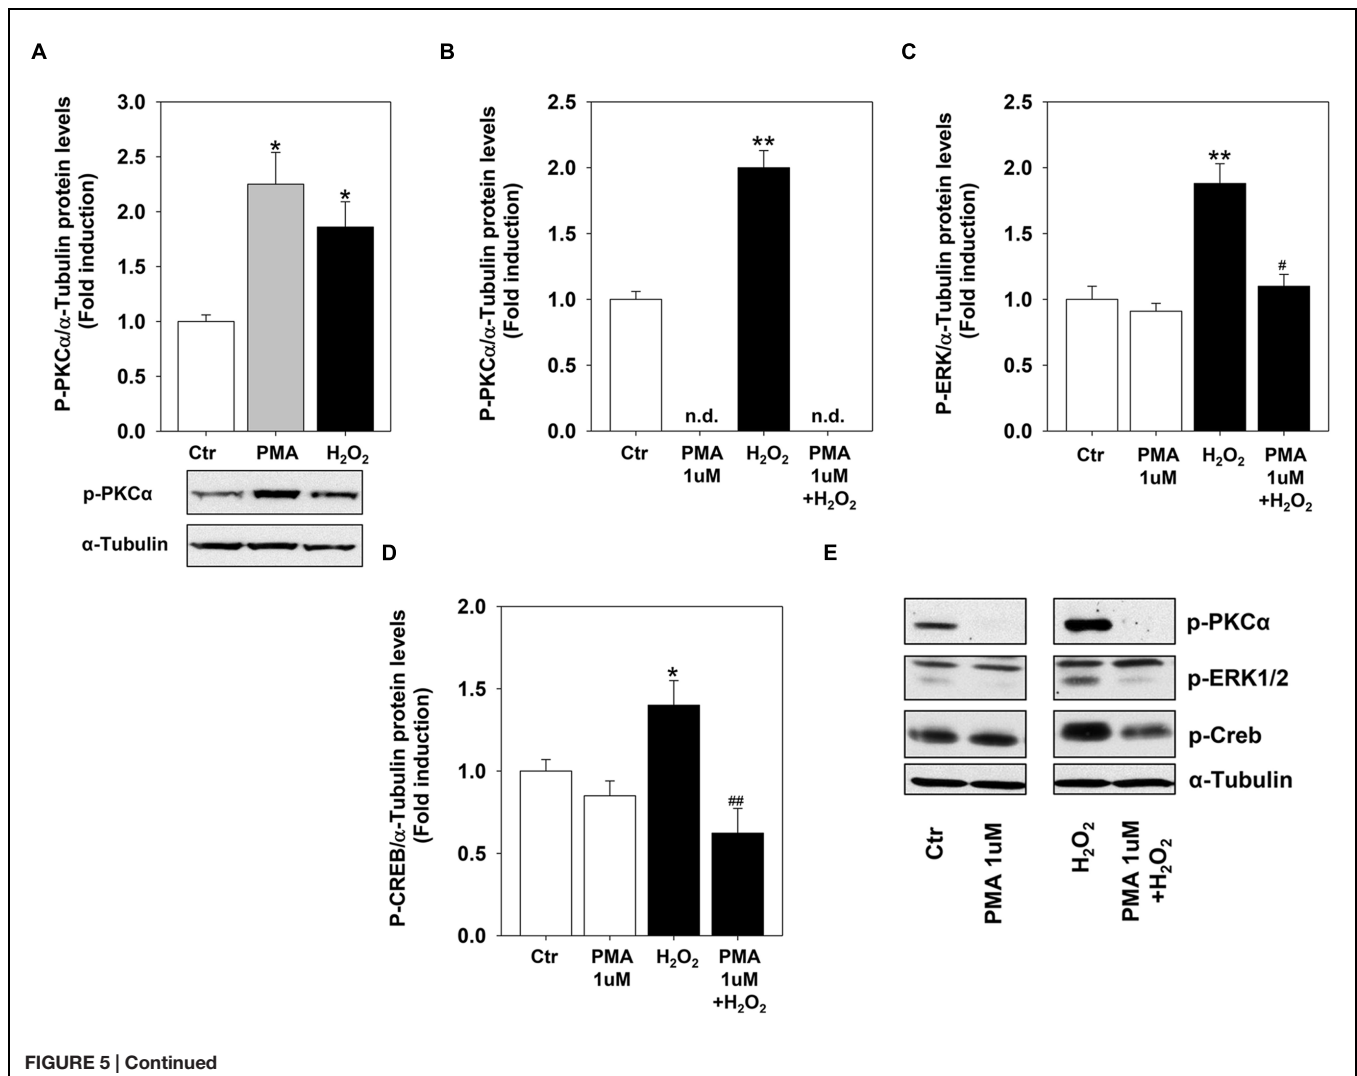 A
P-PKCα/α-Tubulin protein levels
(Fold induction)
3.0
2.5
2.0
1.5
1.0
0.5
0.0
*
*
Ctr PMA H₂O₂
p-PKCα
α-Tubulin
B
P-PKCα/α-Tubulin protein levels
(Fold induction)
2.5
2.0
1.5
1.0
0.5
0.0
**
n.d. n.d.
Ctr PMA H₂O₂ PMA
1uM 1uM
+H₂O₂
C
P-ERK/α-Tubulin protein levels
(Fold induction)
2.5
2.0
1.5
1.0
0.5
0.0
**
#
Ctr PMA H₂O₂ PMA
1uM 1uM
+H₂O₂
D
P-CREB/α-Tubulin protein levels
(Fold induction)
2.0
1.5
1.0
0.5
0.0
*
##
Ctr PMA H₂O₂ PMA
1uM 1uM
+H₂O₂
E
p-PKCα
p-ERK1/2
p-Creb
α-Tubulin
Ctr
PMA 1uM
H₂O₂
PMA 1uM
+H₂O₂
FIGURE 5 | Continued